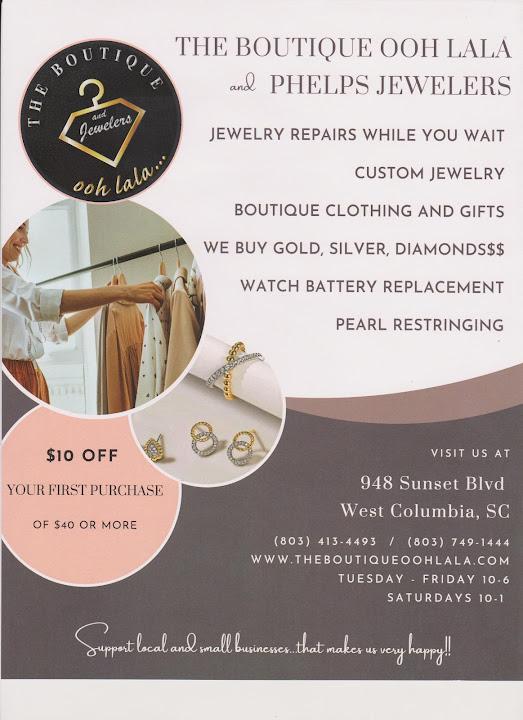 THE BOUTIQUE
and
Jewelers
ooh lala...
THE BOUTIQUE OOH LALA
and PHELPS JEWELERS
JEWELRY REPAIRS WHILE YOU WAIT
CUSTOM JEWELRY
BOUTIQUE CLOTHING AND GIFTS
WE BUY GOLD, SILVER, DIAMONDS$$
WATCH BATTERY REPLACEMENT
PEARL RESTRINGING
$10 OFF
YOUR FIRST PURCHASE
OF $40 OR MORE
VISIT US AT
948 Sunset Blvd
West Columbia, SC
(803) 413-4493 / (803) 749-1444
WWW.THEBOUTIQUEOOHLALA.COM
TUESDAY - FRIDAY 10-6
SATURDAYS 10-1
Support local and small businesses...that makes us very happy!!